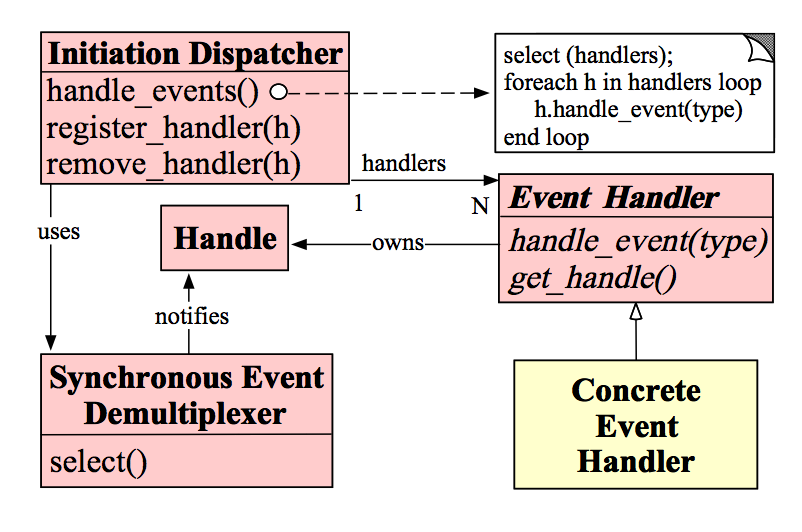 Initiation Dispatcher
handle_events()
register_handler(h)
remove_handler(h)
select (handlers);
foreach h in handlers loop
h.handle_event(type)
end loop
handlers
1
N
Event Handler
handle_event(type)
get_handle()
uses
Handle
owns
notifies
Synchronous Event
Demultiplexer
select()
Concrete
Event
Handler